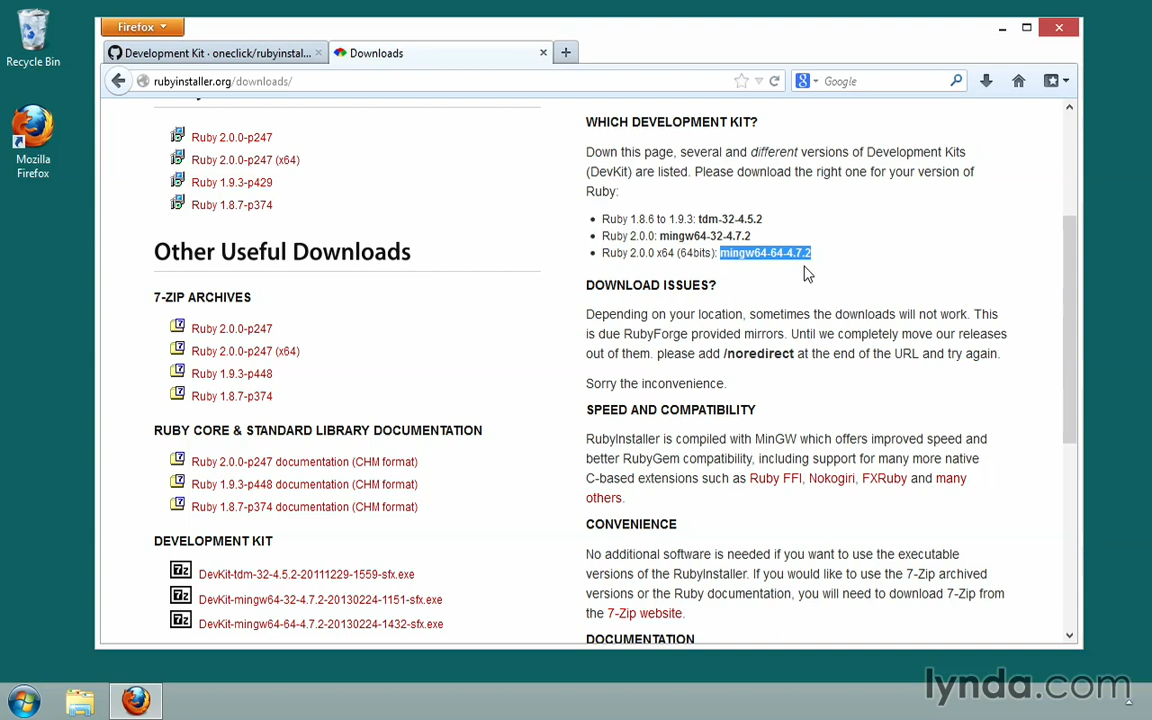 Recycle Bin
Mozilla
Firefox
Firefox
Development Kit · oneclick/rubyinstal...
Downloads
rubyinstaller.org/downloads/
Google
Ruby 2.0.0-p247
Ruby 2.0.0-p247 (x64)
Ruby 1.9.3-p429
Ruby 1.8.7-p374
Other Useful Downloads
7-ZIP ARCHIVES
Ruby 2.0.0-p247
Ruby 2.0.0-p247 (x64)
Ruby 1.9.3-p448
Ruby 1.8.7-p374
RUBY CORE & STANDARD LIBRARY DOCUMENTATION
Ruby 2.0.0-p247 documentation (CHM format)
Ruby 1.9.3-p448 documentation (CHM format)
Ruby 1.8.7-p374 documentation (CHM format)
DEVELOPMENT KIT
DevKit-tdm-32-4.5.2-20111229-1559-sfx.exe
DevKit-mingw64-32-4.7.2-20130224-1151-sfx.exe
DevKit-mingw64-64-4.7.2-20130224-1432-sfx.exe
WHICH DEVELOPMENT KIT?
Down this page, several and different versions of Development Kits
(DevKit) are listed. Please download the right one for your version of
Ruby:
• Ruby 1.8.6 to 1.9.3: tdm-32-4.5.2
• Ruby 2.0.0: mingw64-32-4.7.2
• Ruby 2.0.0 x64 (64bits): mingw64-64-4.7.2
DOWNLOAD ISSUES?
Depending on your location, sometimes the downloads will not work. This
is due RubyForge provided mirrors. Until we completely move our releases
out of them. please add /noredirect at the end of the URL and try again.
Sorry the inconvenience.
SPEED AND COMPATIBILITY
RubyInstaller is compiled with MinGW which offers improved speed and
better RubyGem compatibility, including support for many more native
C-based extensions such as Ruby FFI, Nokogiri, FXRuby and many
others.
CONVENIENCE
No additional software is needed if you want to use the executable
versions of the RubyInstaller. If you would like to use the 7-Zip archived
versions or the Ruby documentation, you will need to download 7-Zip from
the 7-Zip website.
DOCUMENTATION
lynda.com